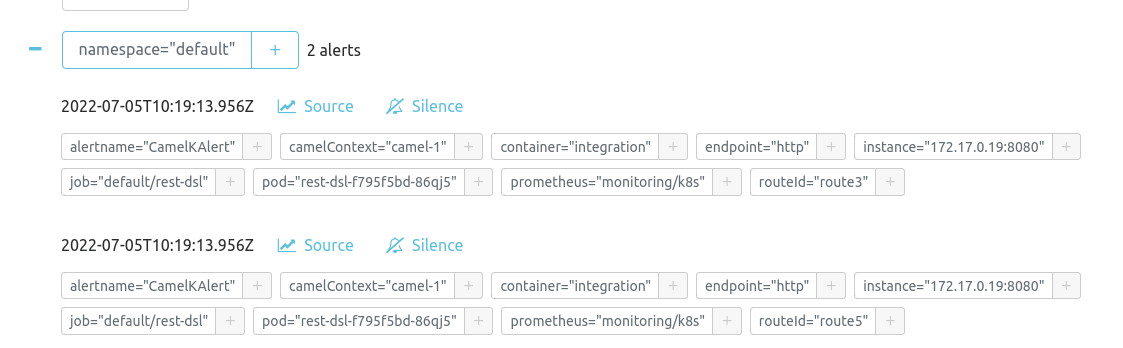 namespace="default" + 2 alerts
2022-07-05T10:19:13.956Z Source Silence
alertname="CamelKAlert" + camelContext="camel-1" + container="integration" + endpoint="http" + instance="172.17.0.19:8080" +
job="default/rest-dsl" + pod="rest-dsl-f795f5bd-86qj5" + prometheus="monitoring/k8s" + routeId="route3" +
2022-07-05T10:19:13.956Z Source Silence
alertname="CamelKAlert" + camelContext="camel-1" + container="integration" + endpoint="http" + instance="172.17.0.19:8080" +
job="default/rest-dsl" + pod="rest-dsl-f795f5bd-86qj5" + prometheus="monitoring/k8s" + routeId="route5" +